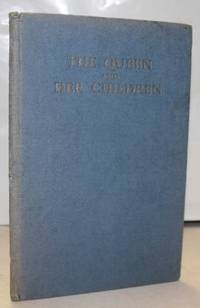 THE QUEEN
AND
HER CHILDREN